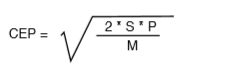 CEP = √ 2 * S * P
M